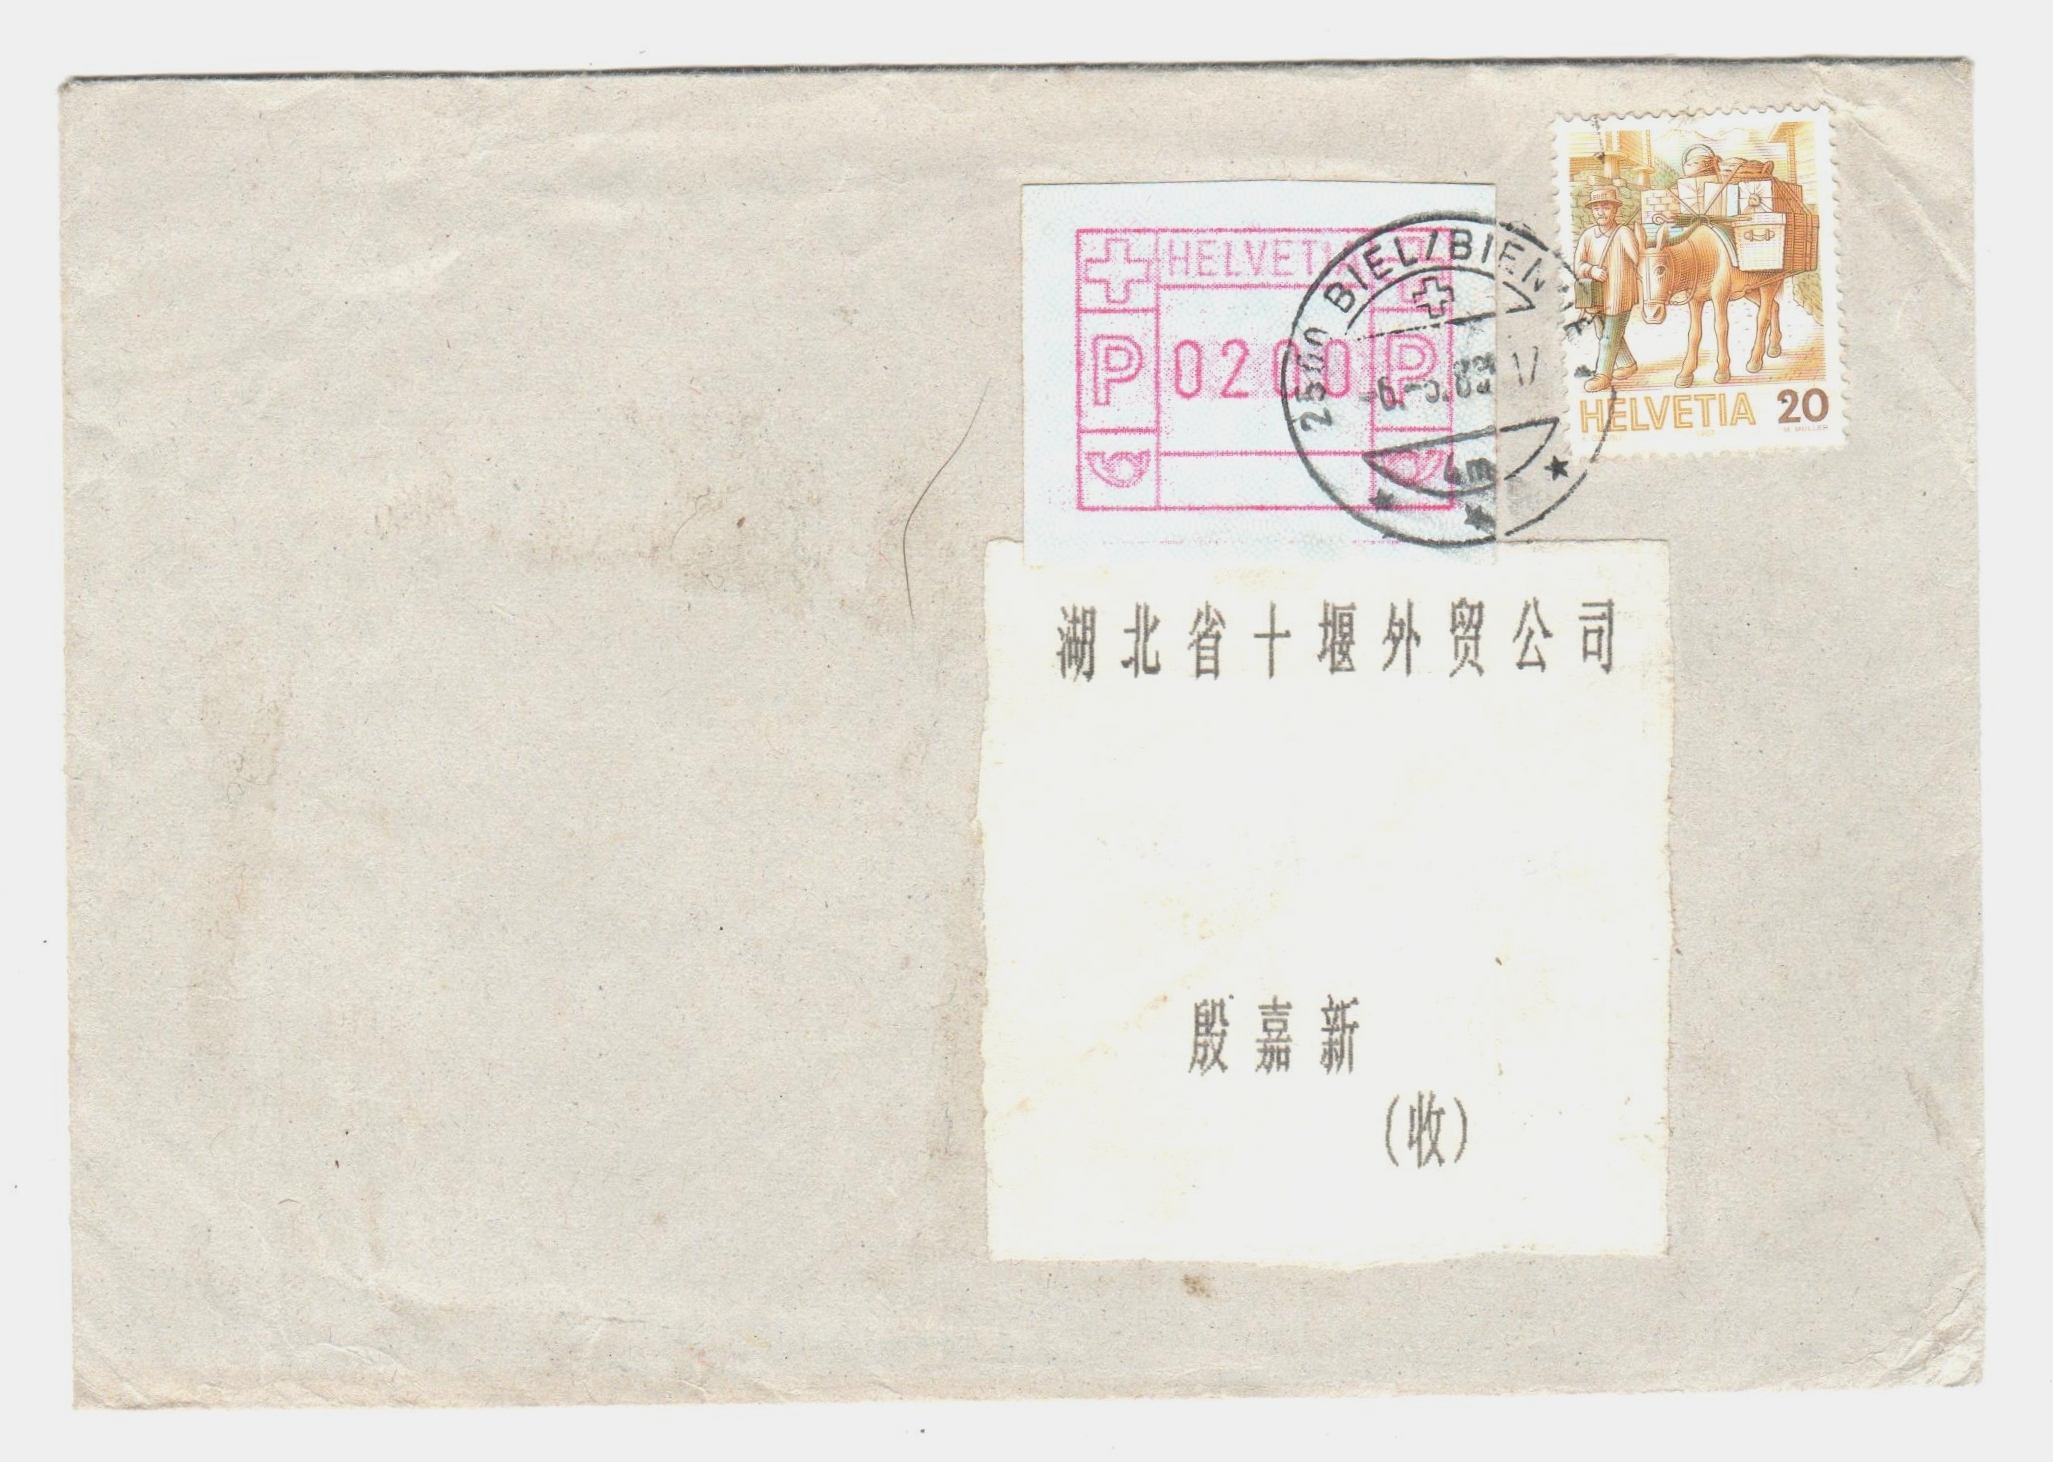 HELVETIA
P 0200 P
2500 BIEL/BIENNE
HELVETIA 20
湖北省十堰外贸公司
殷嘉新
(收)